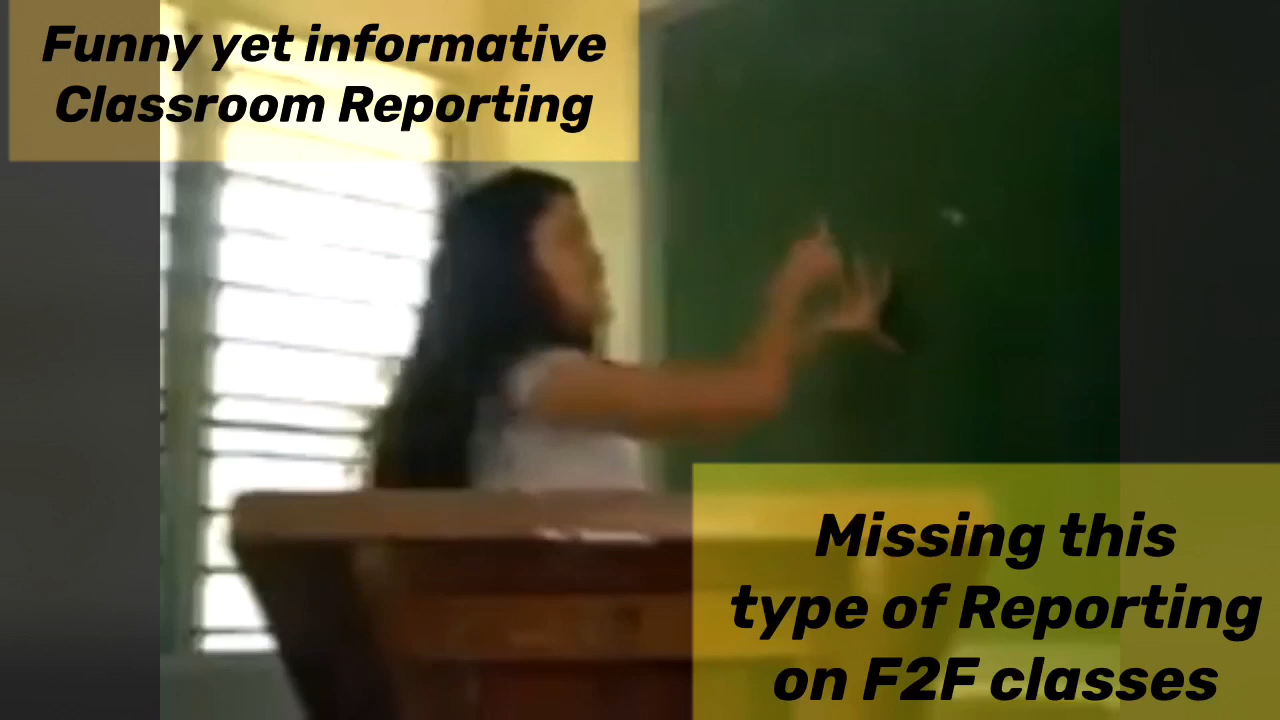 Funny yet informative
Classroom Reporting
Missing this
type of Reporting
on F2F classes